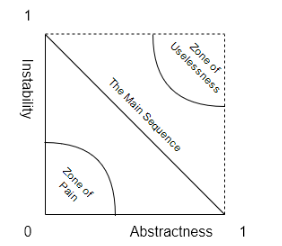 1
Zone of
Uselessness
Instability
The Main Sequence
Zone of
Pain
0
Abstractness
1